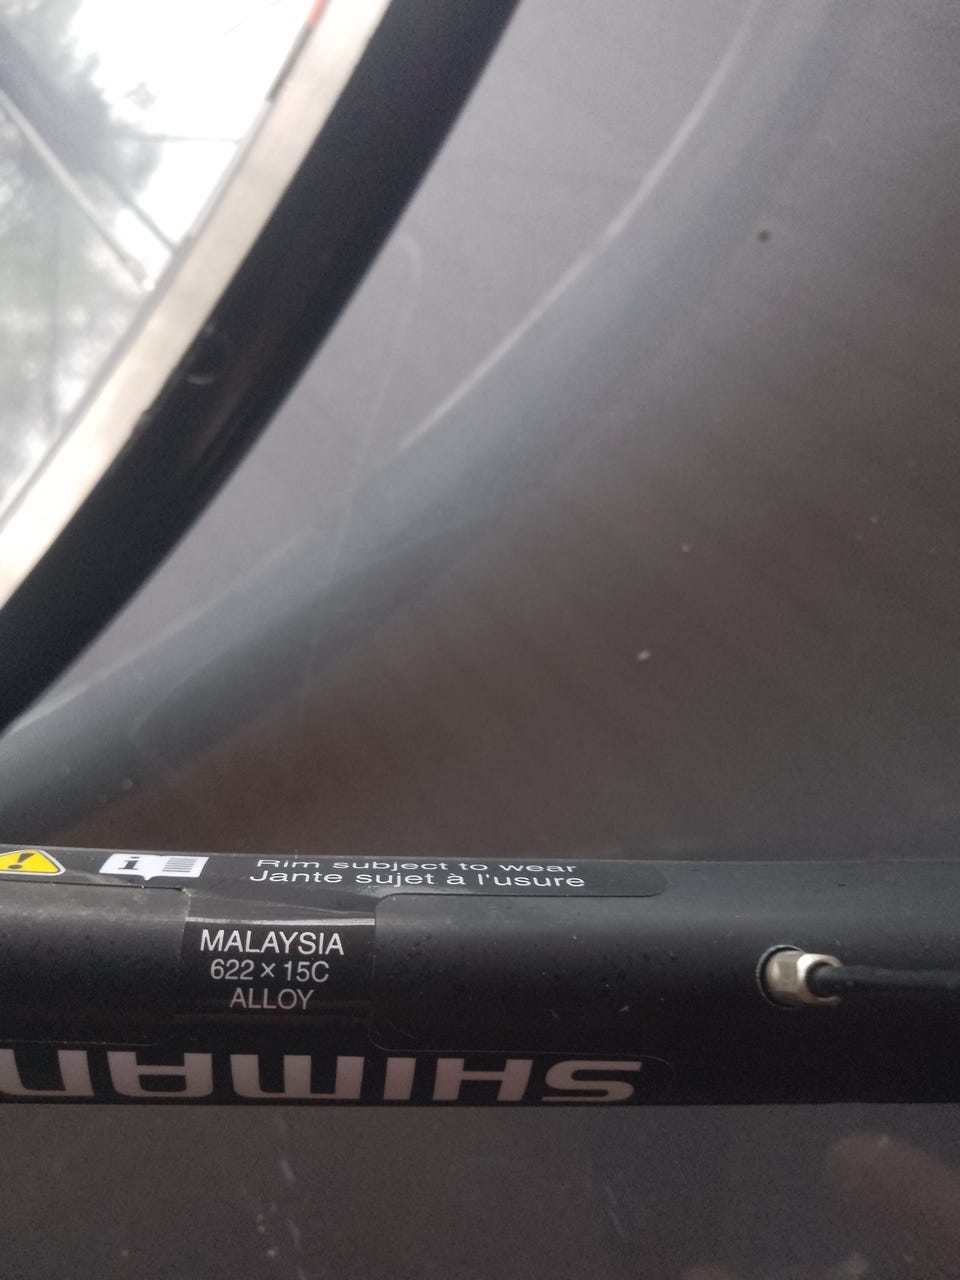 Rim subject to wear
Jante sujet à l'usure
MALAYSIA
622 × 15C
ALLOY
SHIMAN